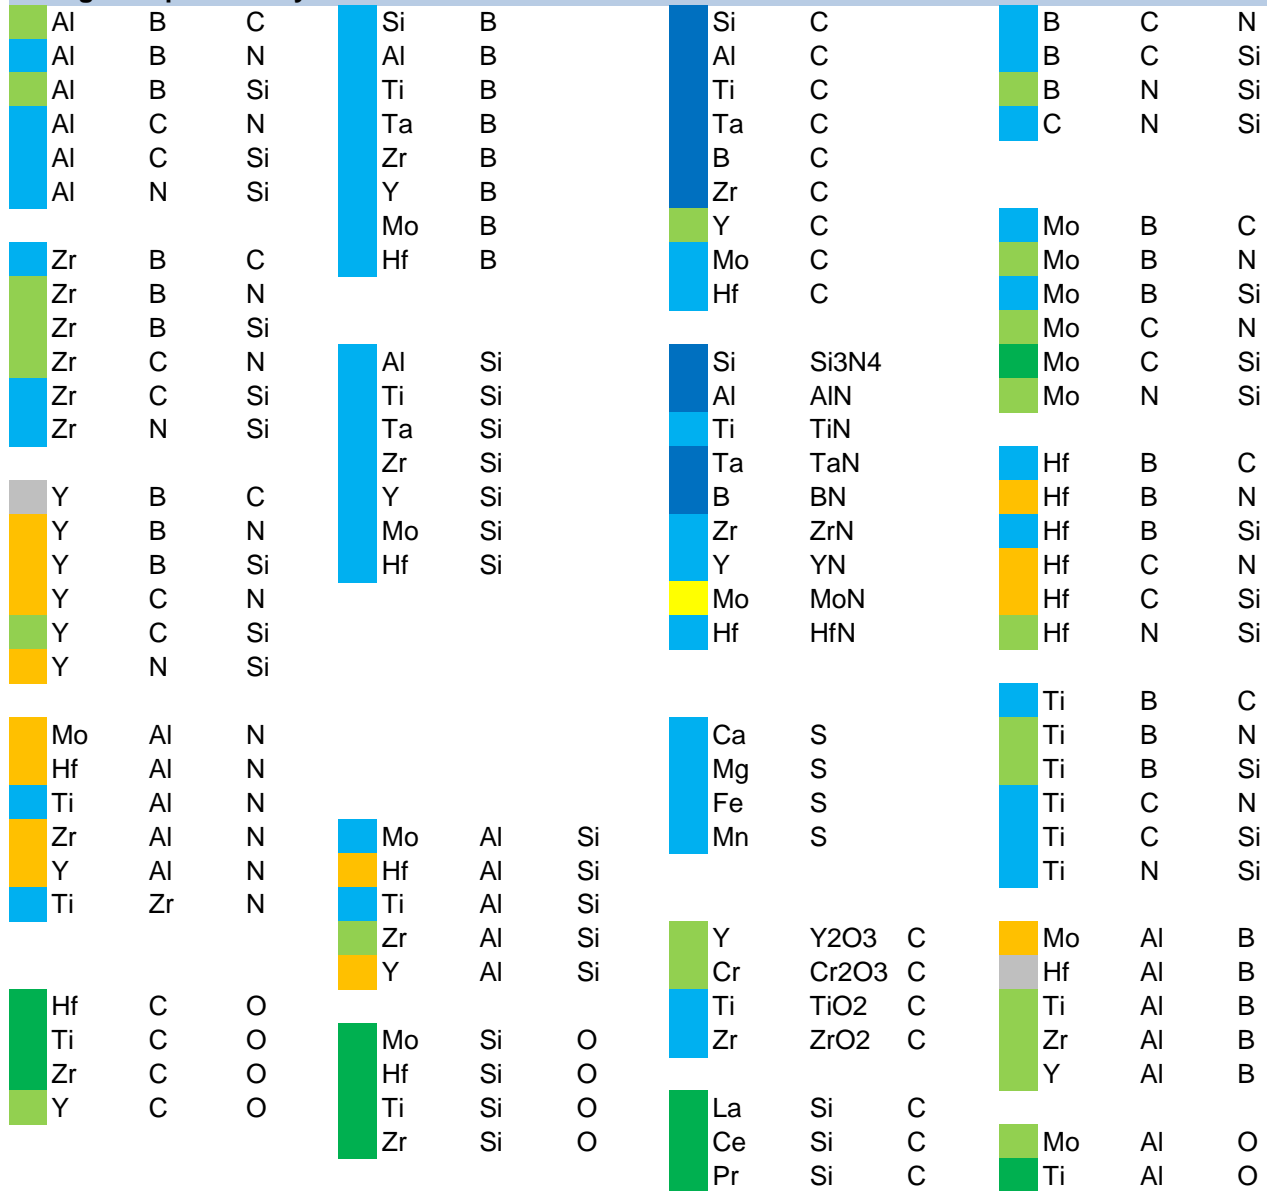 Al B C
Al B N
Al B Si
Al C N
Al C Si
Al N Si
Zr B C
Zr B N
Zr B Si
Zr C N
Zr C Si
Zr N Si
Y B C
Y B N
Y B Si
Y C N
Y C Si
Y N Si
Mo Al N
Hf Al N
Ti Al N
Zr Al N
Y Al N
Ti Zr N
Hf C O
Ti C O
Zr C O
Y C O
Si B
Al B
Ti B
Ta B
Zr B
Y B
Mo B
Hf B
Al Si
Ti Si
Ta Si
Zr Si
Y Si
Mo Si
Hf Si
Mo Al Si
Hf Al Si
Ti Al Si
Zr Al Si
Y Al Si
Mo Si O
Hf Si O
Ti Si O
Zr Si O
Si C
Al C
Ti C
Ta C
B C
Zr C
Y C
Mo C
Hf C
Si Si3N4
Al AlN
Ti TiN
Ta TaN
B BN
Zr ZrN
Y YN
Mo MoN
Hf HfN
Ca S
Mg S
Fe S
Mn S
Y Y2O3 C
Cr Cr2O3 C
Ti TiO2 C
Zr ZrO2 C
La Si C
Ce Si C
Pr Si C
B C N
B C Si
B N Si
C N Si
Mo B C
Mo B N
Mo B Si
Mo C N
Mo C Si
Mo N Si
Hf B C
Hf B N
Hf B Si
Hf C N
Hf C Si
Hf N Si
Ti B C
Ti B N
Ti B Si
Ti C N
Ti C Si
Ti N Si
Mo Al B
Hf Al B
Ti Al B
Zr Al B
Y Al B
Mo Al O
Ti Al O